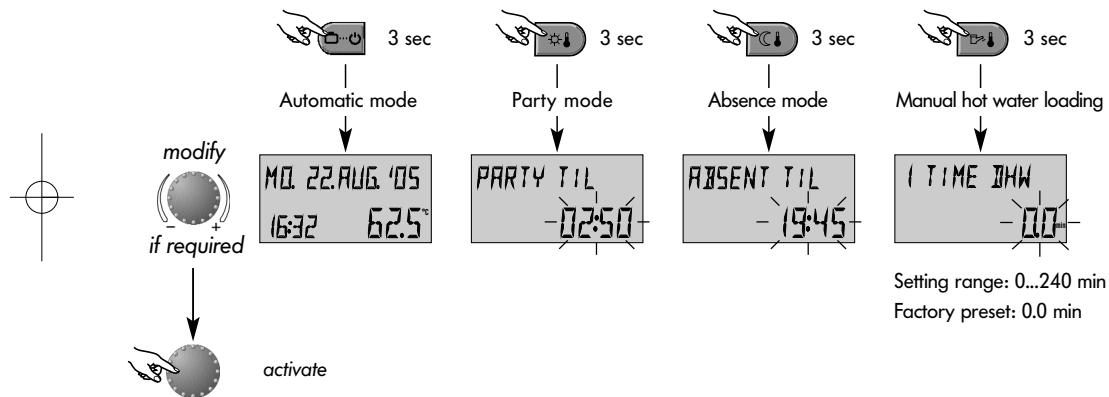 3 sec 3 sec 3 sec 3 sec
Automatic mode Party mode Absence mode Manual hot water loading
modify
- +
if required
MO. 22.AUG. '05
16:32 62.5 °C
PARTY TIL
02:50
ABSENT TIL
19:45
1 TIME DHW
0.0 min
Setting range: 0...240 min
Factory preset: 0.0 min
activate